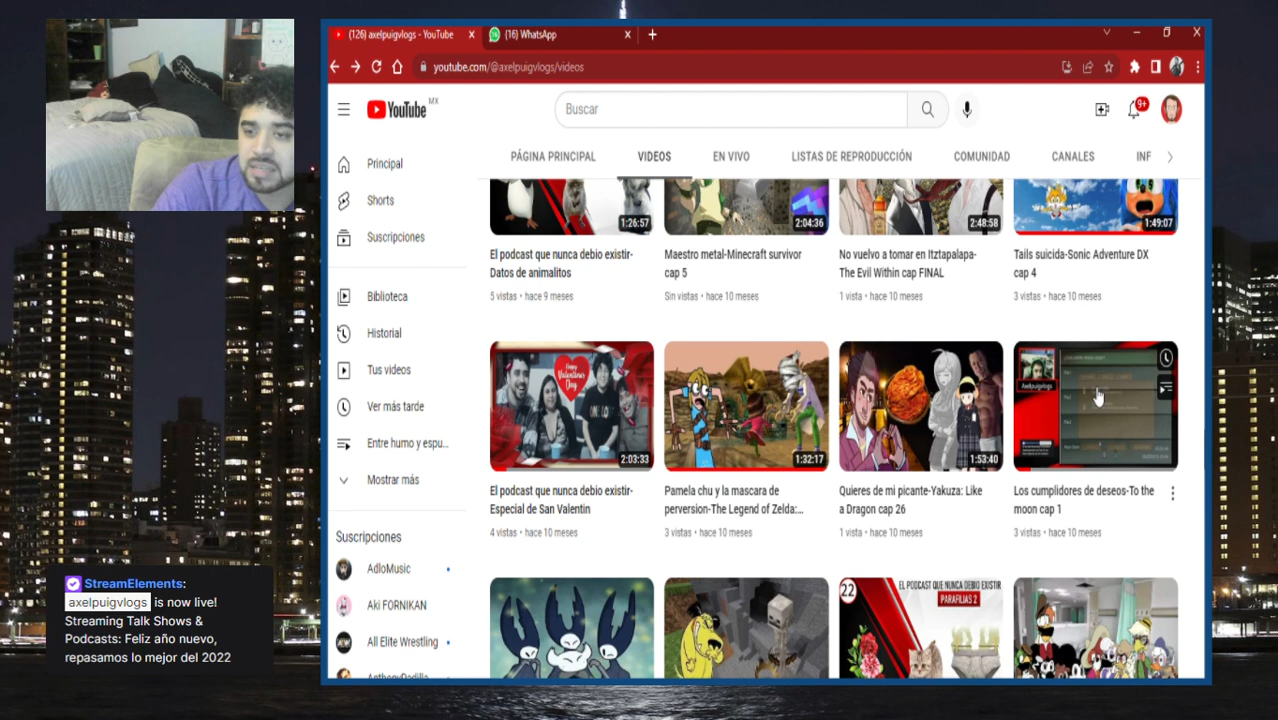 (126) axelpuigvlogs - YouTube
(16) WhatsApp
youtube.com/@axelpuigvlogs/videos
YouTube MX
Buscar
9+
PÁGINA PRINCIPAL VIDEOS EN VIVO LISTAS DE REPRODUCCIÓN COMUNIDAD CANALES INF
Principal
Shorts
Suscripciones
Biblioteca
Historial
Tus videos
Ver más tarde
Entre humo y espu...
Mostrar más
Suscripciones
AdloMusic
Aki FORNIKAN
All Elite Wrestling
AnthonyPadilla
1:26:57
2:04:36
2:48:58
1:49:07
El podcast que nunca debio existir-
Datos de animalitos
5 vistas • hace 9 meses
Maestro metal-Minecraft survivor
cap 5
Sin vistas • hace 10 meses
No vuelvo a tomar en Itztapalapa-
The Evil Within cap FINAL
1 vista • hace 10 meses
Tails suicida-Sonic Adventure DX
cap 4
3 vistas • hace 10 meses
Happy
Valentine's
Day
2:03:33
1:32:17
1:53:40
Axelpuigvlogs
El podcast que nunca debio existir-
Especial de San Valentin
4 vistas • hace 10 meses
Pamela chu y la mascara de
perversion-The Legend of Zelda:...
3 vistas • hace 10 meses
Quieres de mi picante-Yakuza: Like
a Dragon cap 26
1 vista • hace 10 meses
Los cumplidores de deseos-To the
moon cap 1
3 vistas • hace 10 meses
22
EL PODCAST QUE NUNCA DEBIO EXISTIR
PARAFILIAS 2
StreamElements:
axelpuigvlogs is now live!
Streaming Talk Shows &
Podcasts: Feliz año nuevo,
repasamos lo mejor del 2022